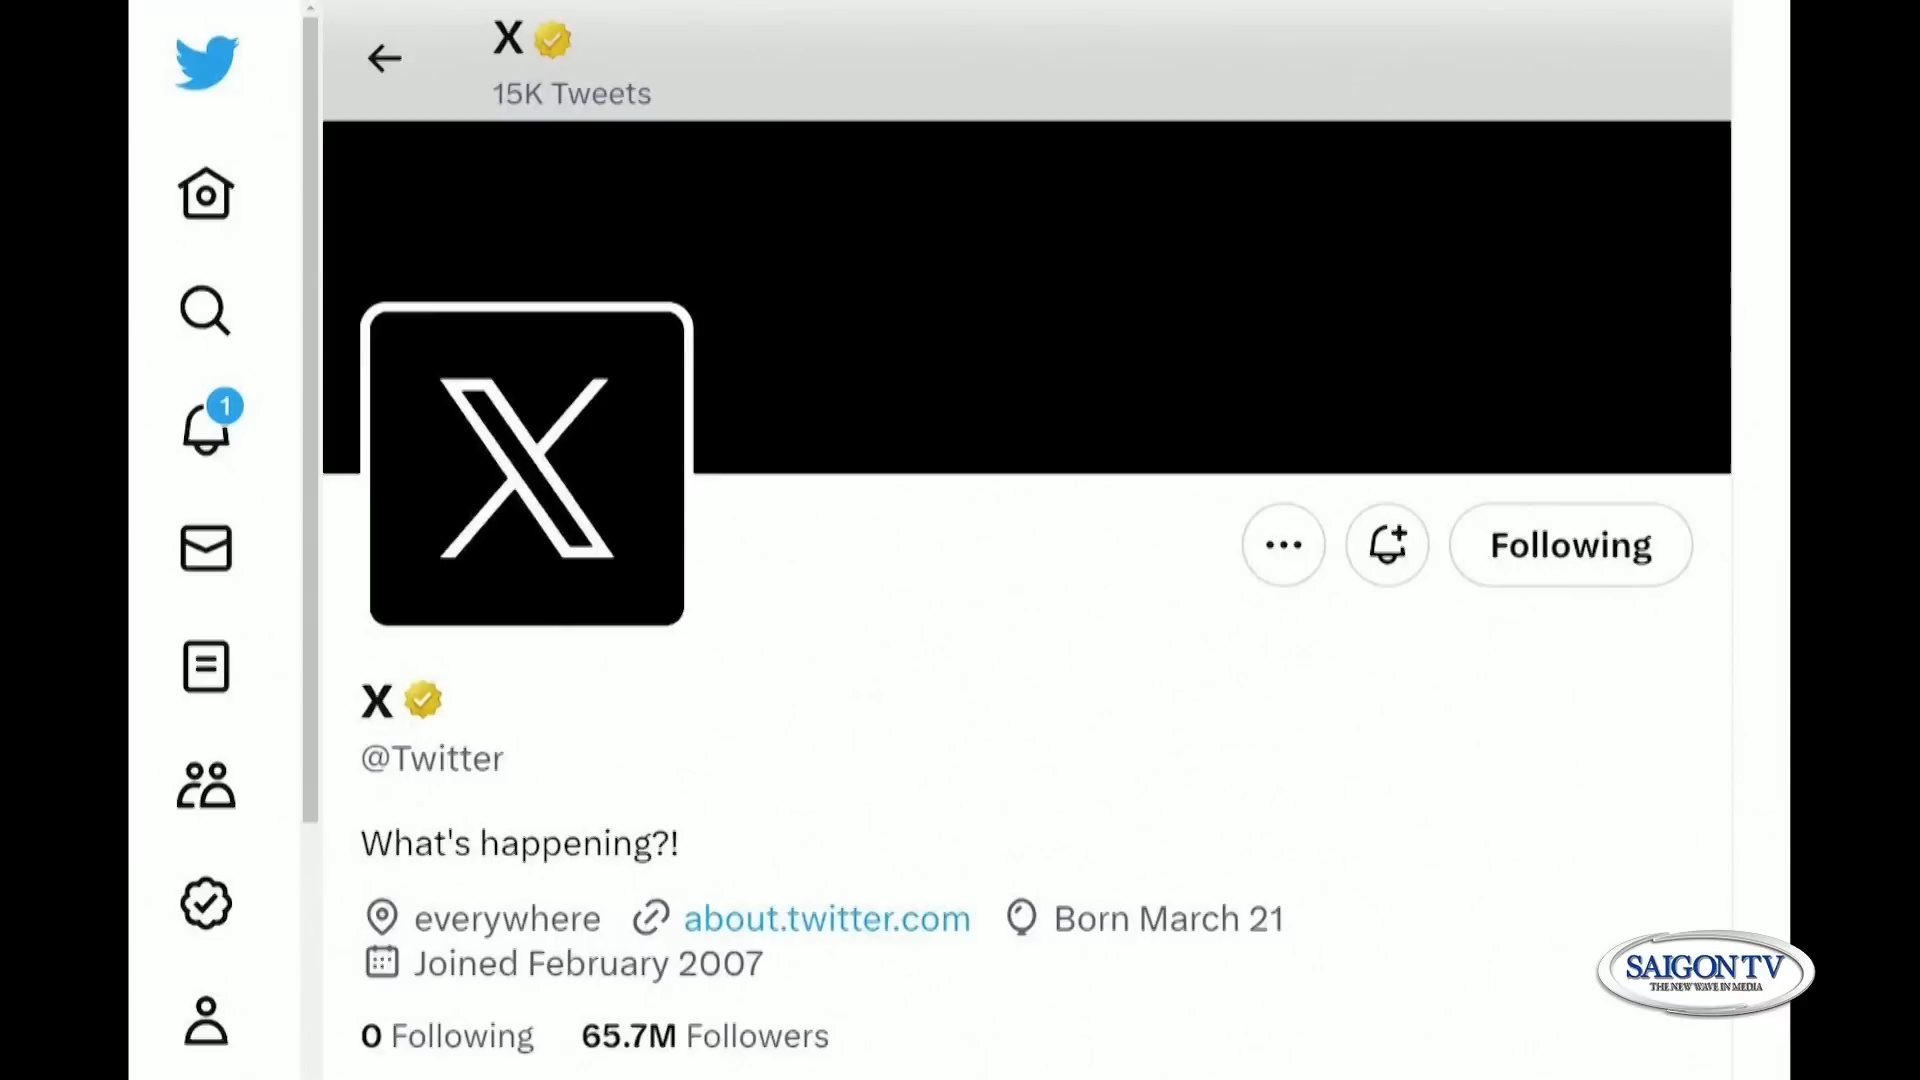 X
15K Tweets
1
Following
X
@Twitter
What's happening?!
everywhere about.twitter.com Born March 21
Joined February 2007
0 Following 65.7M Followers
SAIGON TV
THE NEW WAVE IN MEDIA